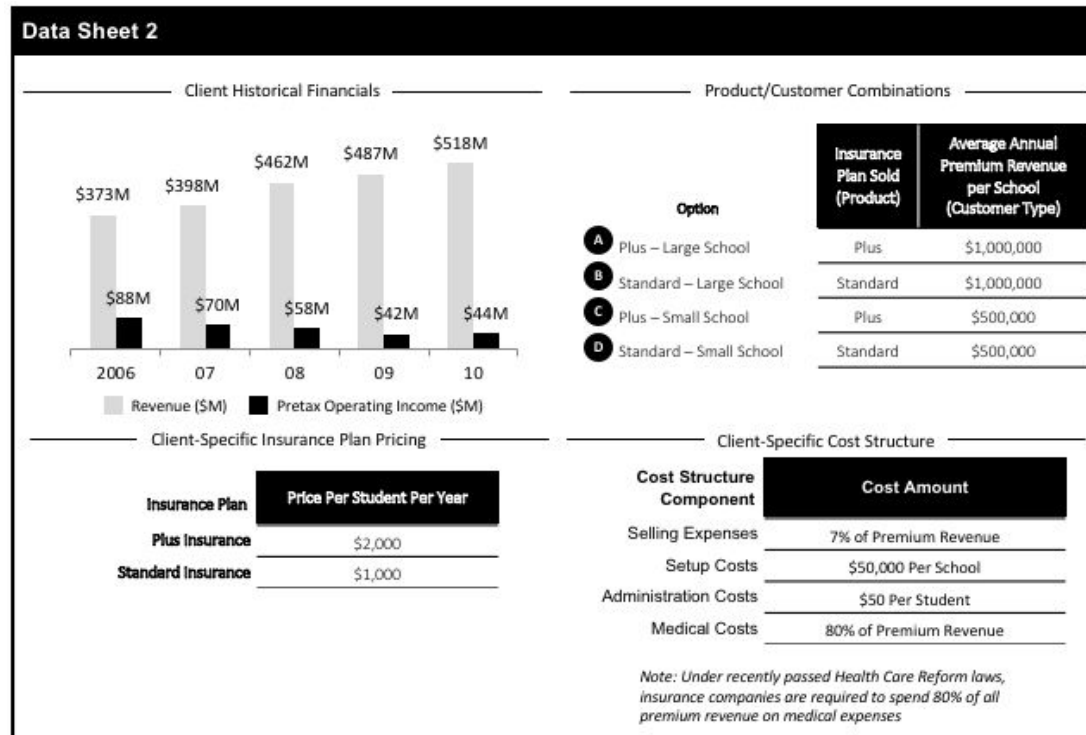 Data Sheet 2
Client Historical Financials
$373M
$398M
$462M
$487M
$518M
$88M
$70M
$58M
$42M
$44M
2006 07 08 09 10
Revenue ($M) Pretax Operating Income ($M)
Product/Customer Combinations
Option
Insurance
Plan Sold
(Product)
Average Annual
Premium Revenue
per School
(Customer Type)
A Plus – Large School Plus $1,000,000
B Standard – Large School Standard $1,000,000
C Plus – Small School Plus $500,000
D Standard – Small School Standard $500,000
Client-Specific Insurance Plan Pricing
Insurance Plan Price Per Student Per Year
Plus Insurance $2,000
Standard Insurance $1,000
Client-Specific Cost Structure
Cost Structure
Component
Cost Amount
Selling Expenses 7% of Premium Revenue
Setup Costs $50,000 Per School
Administration Costs $50 Per Student
Medical Costs 80% of Premium Revenue
Note: Under recently passed Health Care Reform laws,
insurance companies are required to spend 80% of all
premium revenue on medical expenses